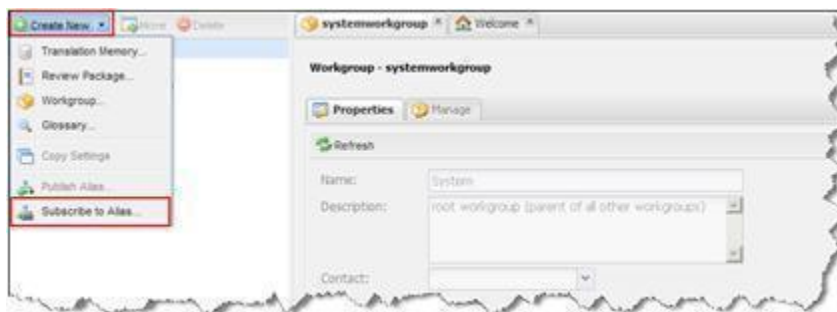 Create New Move Delete
Translation Memory...
Review Package...
Workgroup...
Glossary...
Copy Settings
Publish Alias...
Subscribe to Alias...
systemworkgroup Welcome
Workgroup - systemworkgroup
Properties Manage
Refresh
Name: System
Description: root workgroup (parent of all other workgroups)
Contact: